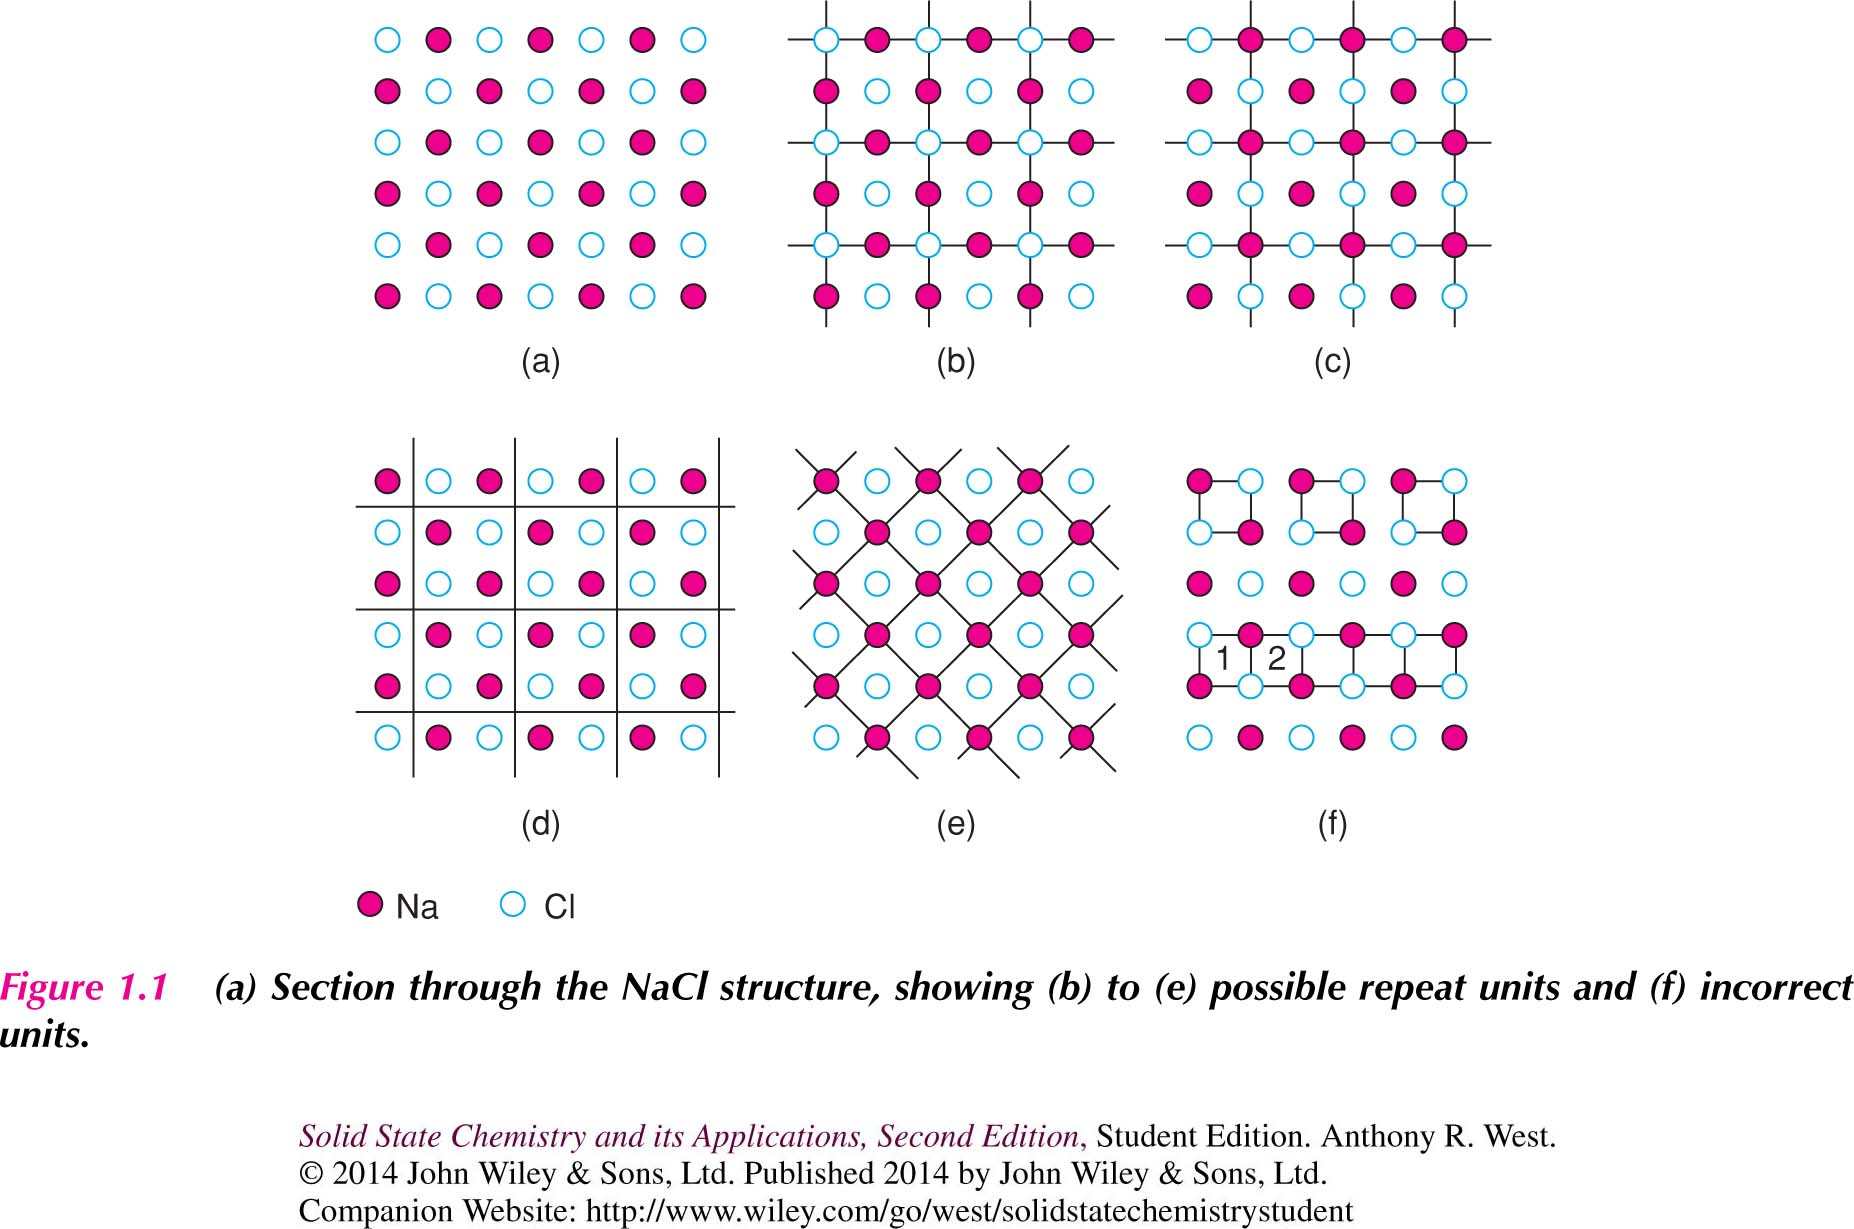 (a) (b) (c)
1 2
(d) (e) (f)
Na Cl
Figure 1.1 (a) Section through the NaCl structure, showing (b) to (e) possible repeat units and (f) incorrect
units.
Solid State Chemistry and its Applications, Second Edition, Student Edition. Anthony R. West.
© 2014 John Wiley & Sons, Ltd. Published 2014 by John Wiley & Sons, Ltd.
Companion Website: http://www.wiley.com/go/west/solidstatechemistrystudent